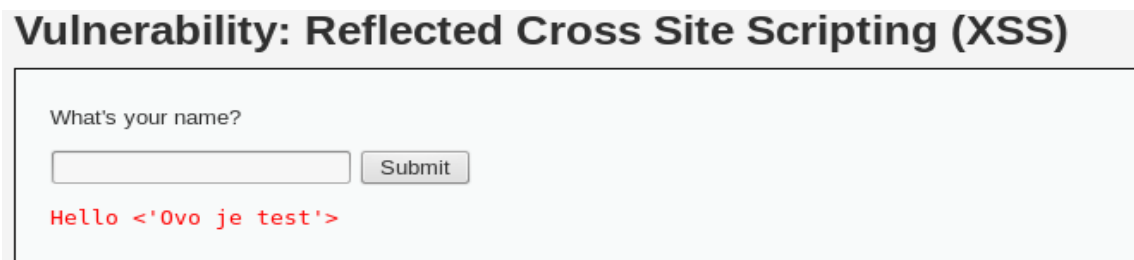 Vulnerability: Reflected Cross Site Scripting (XSS)
What's your name?
Submit
Hello <'Ovo je test'>